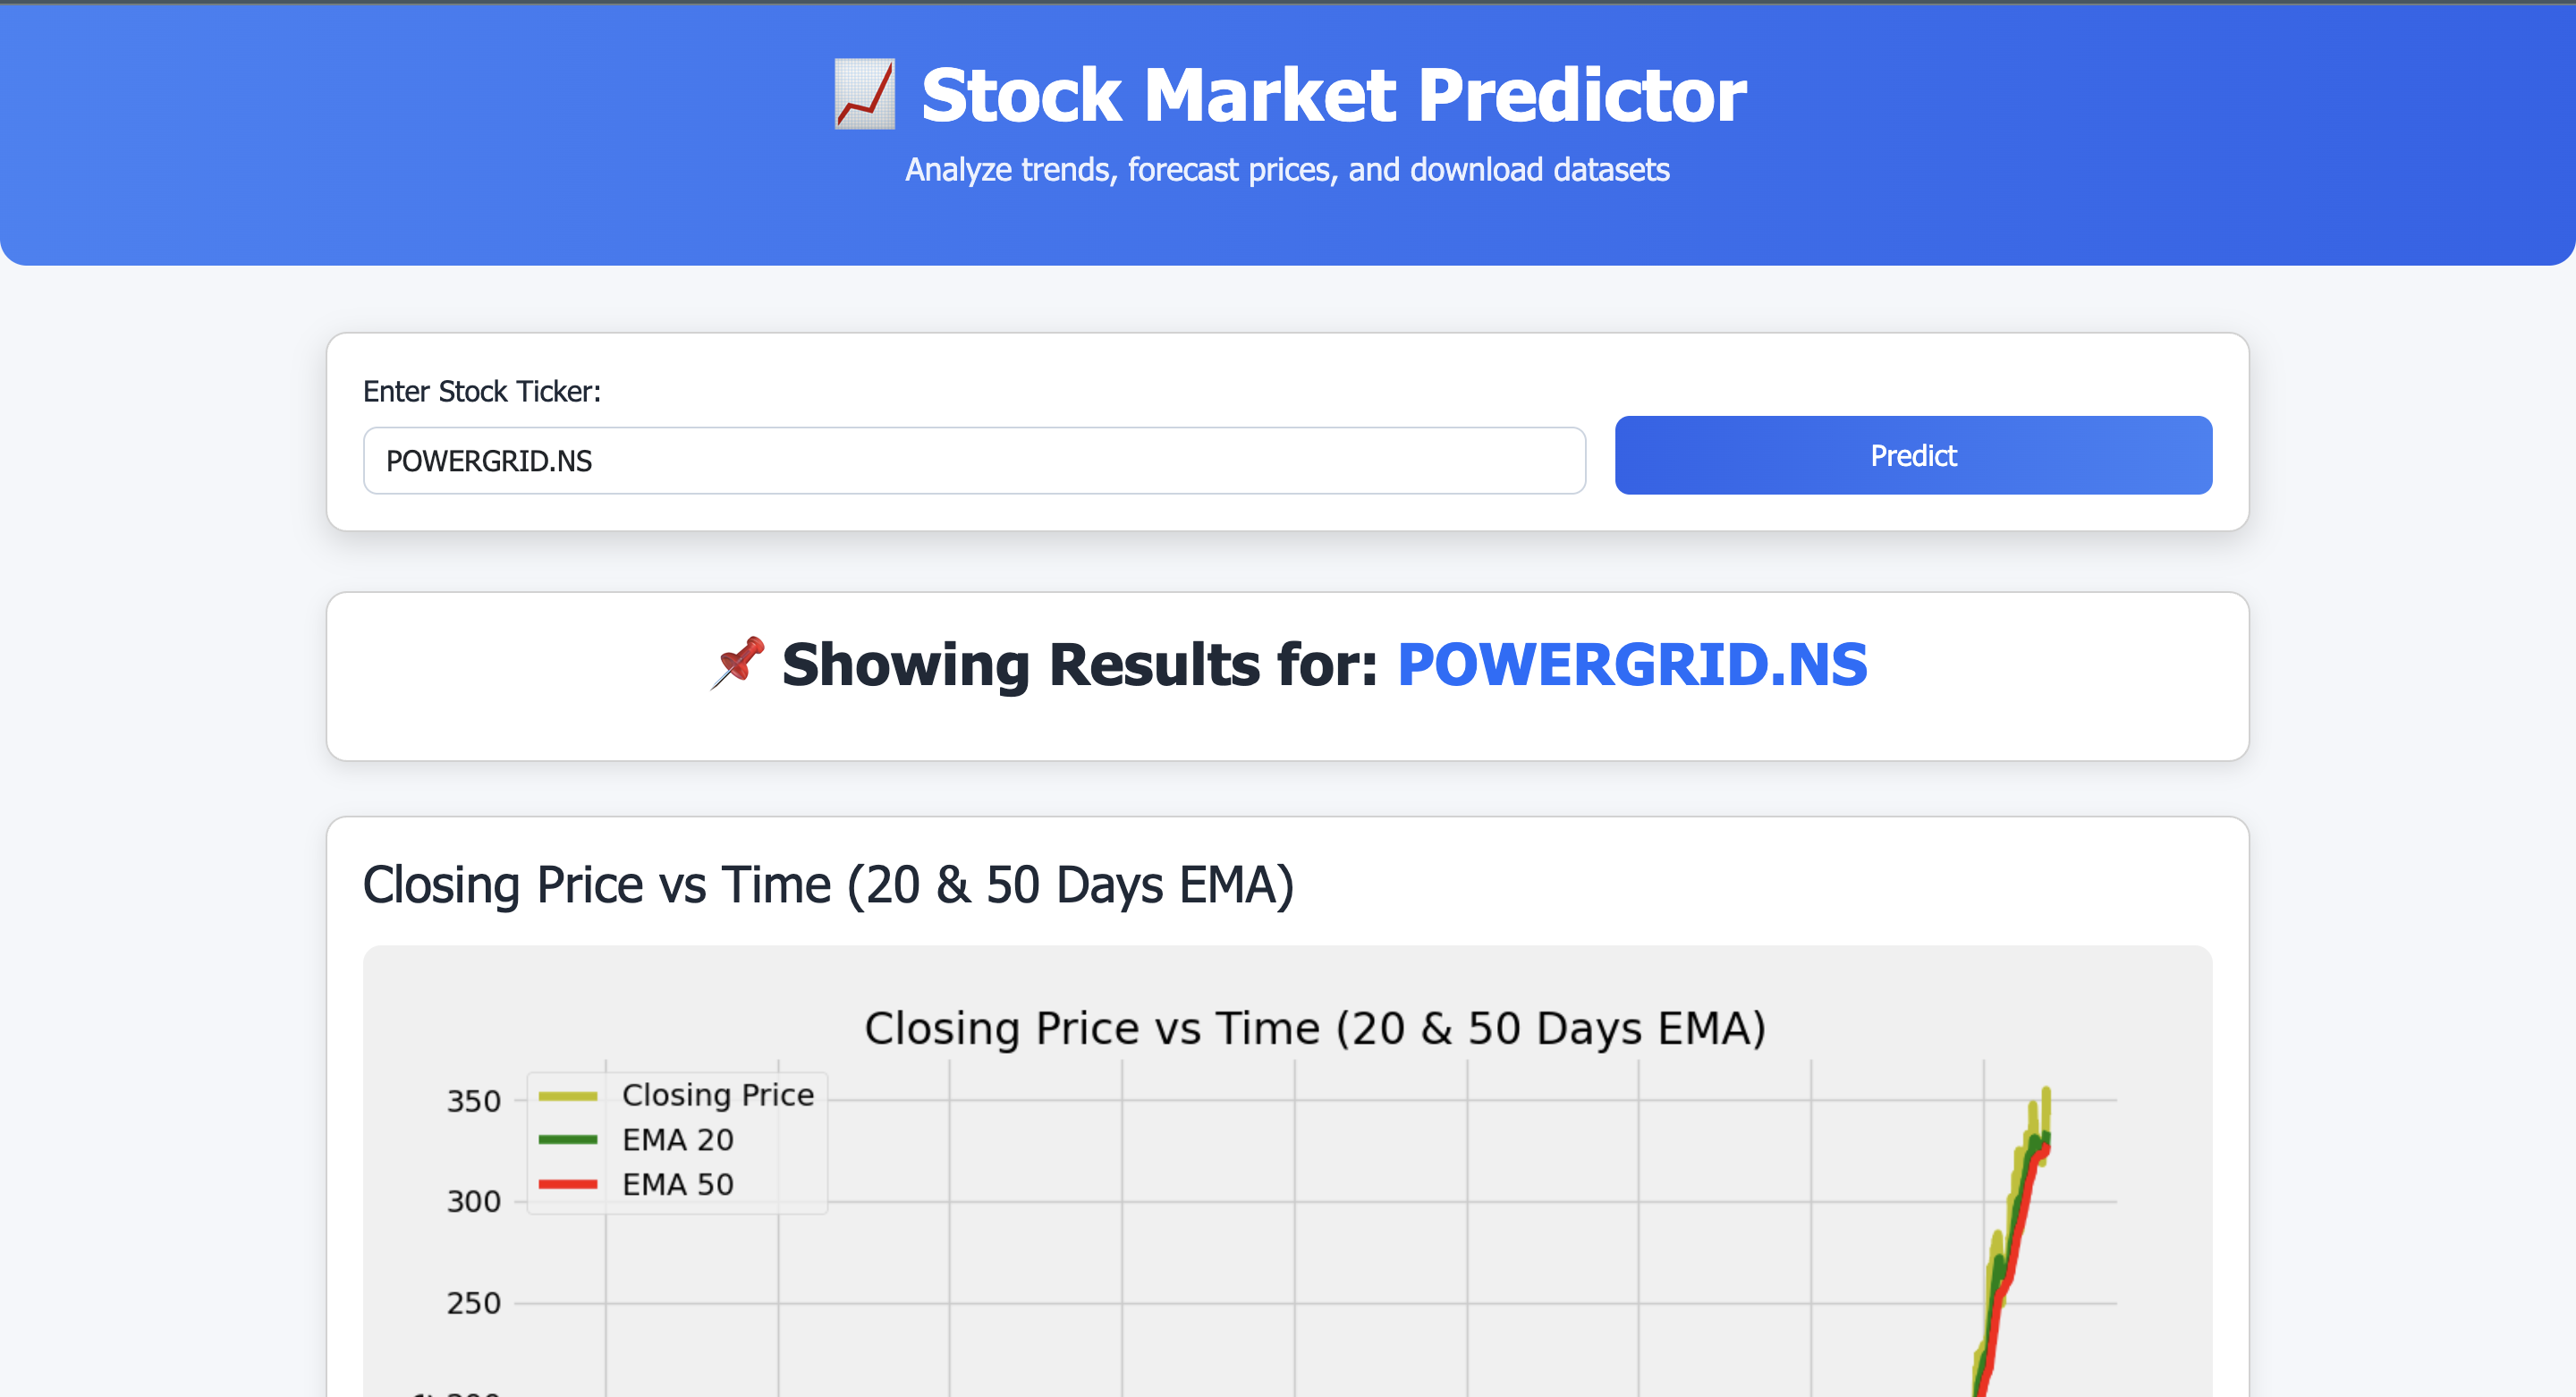 Stock Market Predictor
Analyze trends, forecast prices, and download datasets
Enter Stock Ticker:
POWERGRID.NS
Predict
Showing Results for: POWERGRID.NS
Closing Price vs Time (20 & 50 Days EMA)
Closing Price vs Time (20 & 50 Days EMA)
Closing Price
EMA 20
EMA 50
350
300
250